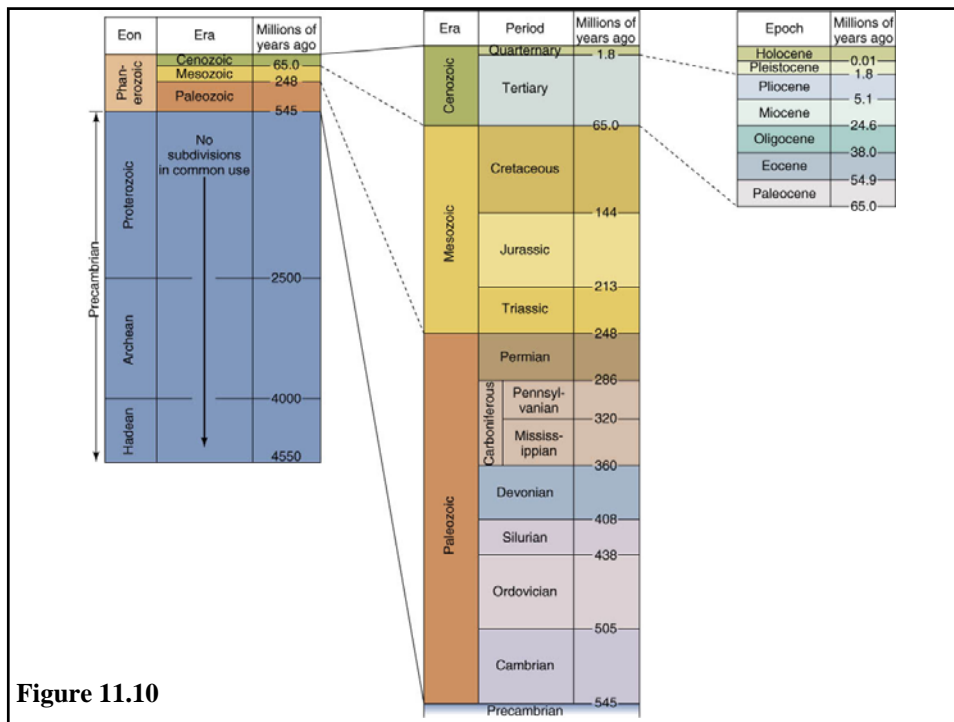 Eon
Era
Millions of
years ago
Phan-
erozoic
Cenozoic
65.0
Mesozoic
248
Paleozoic
545
Precambrian
Proterozoic
No
subdivisions
in common use
2500
Archean
4000
Hadean
4550
Era
Period
Millions of
years ago
Cenozoic
Quarternary
1.8
Tertiary
65.0
Mesozoic
Cretaceous
144
Jurassic
213
Triassic
248
Paleozoic
Permian
286
Carboniferous
Pennsyl-
vanian
320
Mississ-
ippian
360
Devonian
408
Silurian
438
Ordovician
505
Cambrian
545
Precambrian
Epoch
Millions of
years ago
Holocene
0.01
Pleistocene
1.8
Pliocene
5.1
Miocene
24.6
Oligocene
38.0
Eocene
54.9
Paleocene
65.0
Figure 11.10